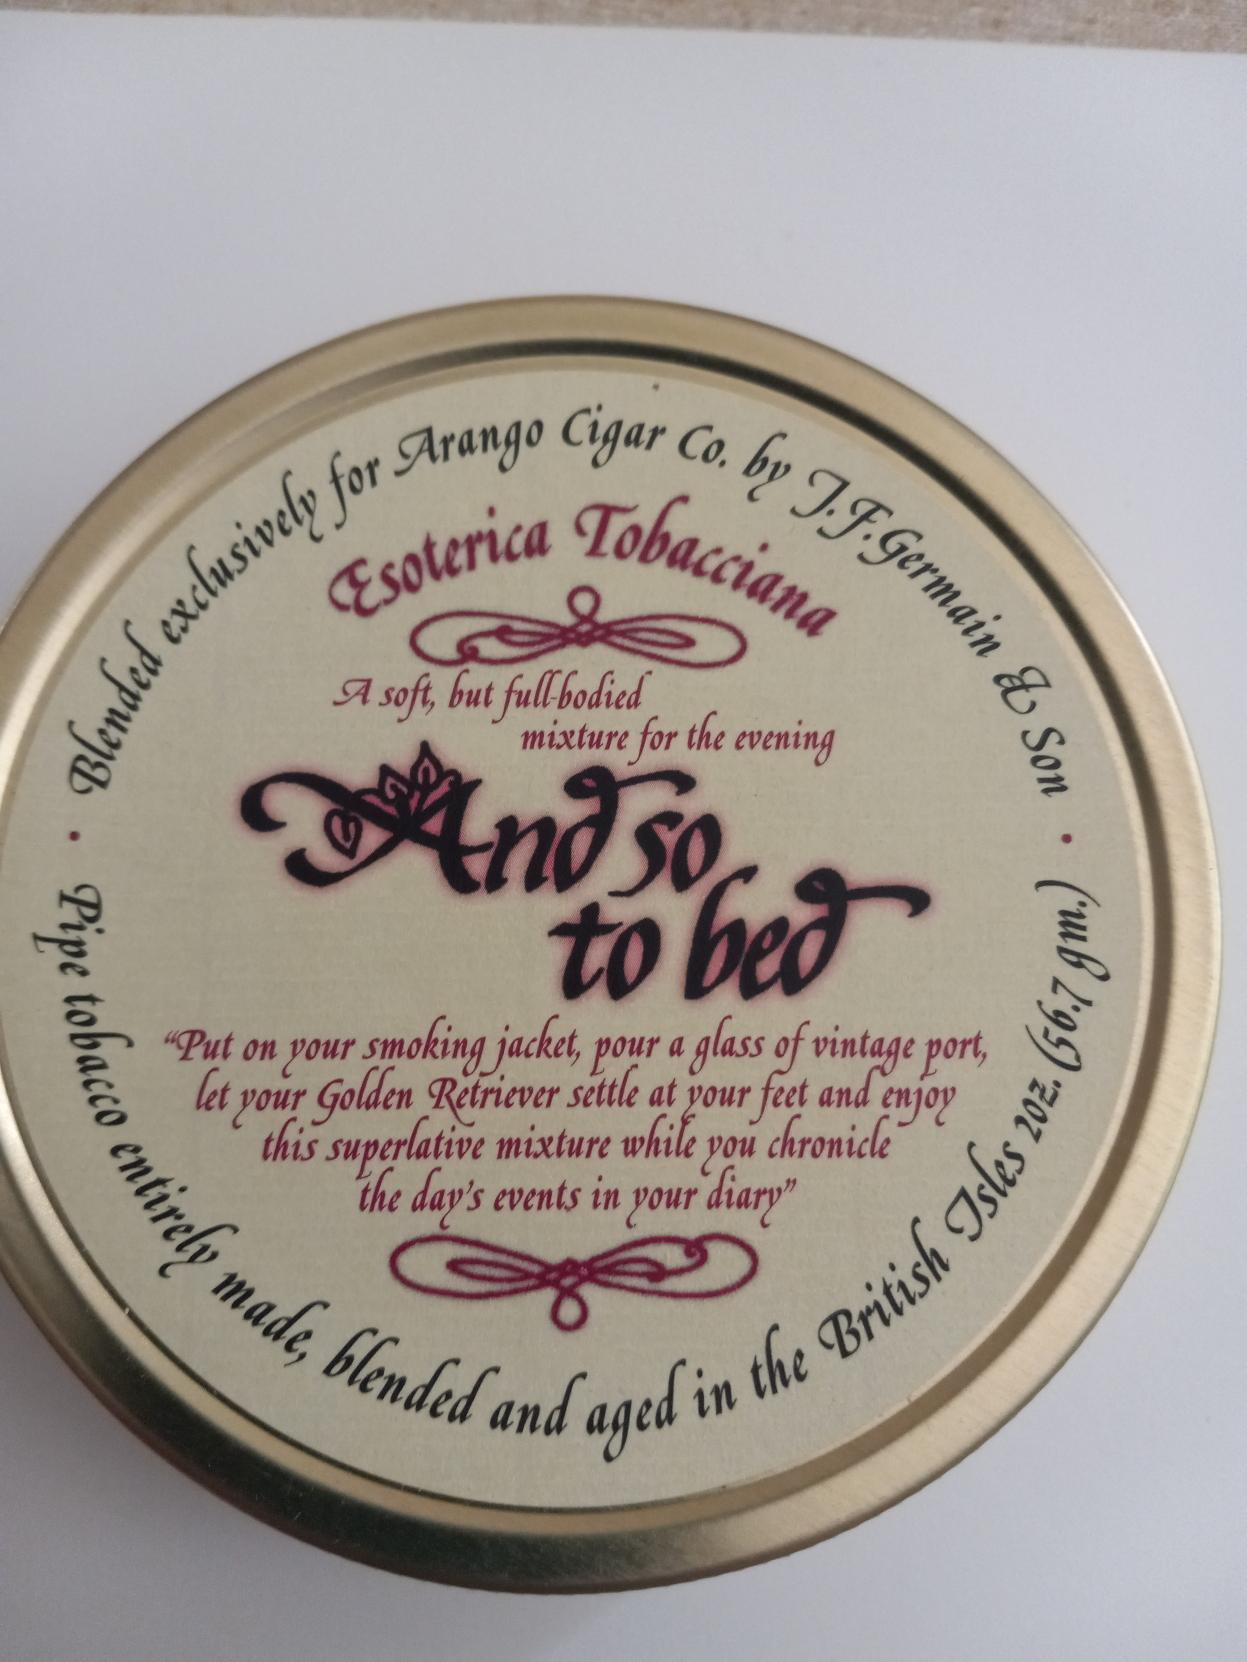 Blended exclusively for Arango Cigar Co. by J.F. Germain & Son
Esoterica Tobacciana
A soft, but full-bodied
mixture for the evening
And so
to bed
"Put on your smoking jacket, pour a glass of vintage port,
let your Golden Retriever settle at your feet and enjoy
this superlative mixture while you chronicle
the day's events in your diary"
Pipe tobacco entirely made, blended and aged in the British Isles 2oz. (56.7 gm.)